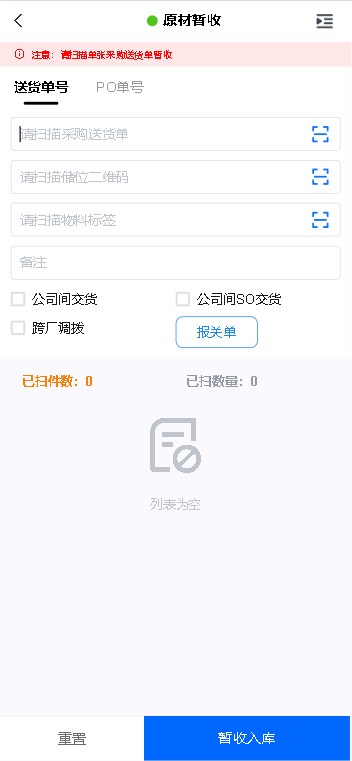 原材暂收
注意：请扫描单张采购送货单暂收
送货单号 PO单号
请扫描采购送货单
请扫描储位二维码
请扫描物料标签
备注
公司间交货 公司间SO交货
跨厂调拨 报关单
已扫件数：0 已扫数量：0
列表为空
重置 暂收入库